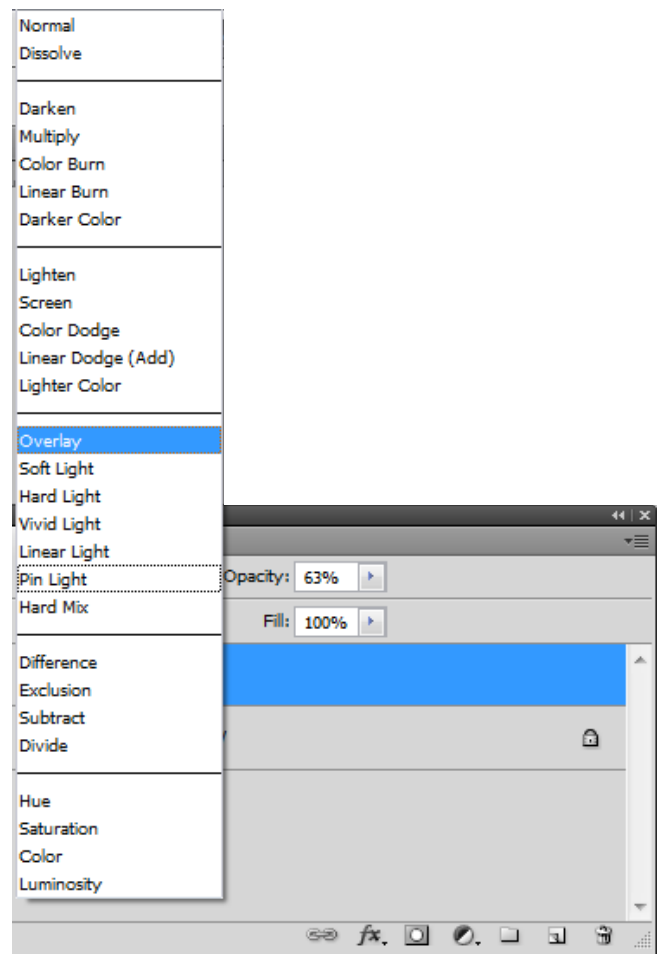 Normal
Dissolve
Darken
Multiply
Color Burn
Linear Burn
Darker Color
Lighten
Screen
Color Dodge
Linear Dodge (Add)
Lighter Color
Overlay
Soft Light
Hard Light
Vivid Light
Linear Light
Pin Light
Hard Mix
Difference
Exclusion
Subtract
Divide
Hue
Saturation
Color
Luminosity
Opacity: 63%
Fill: 100%
fx